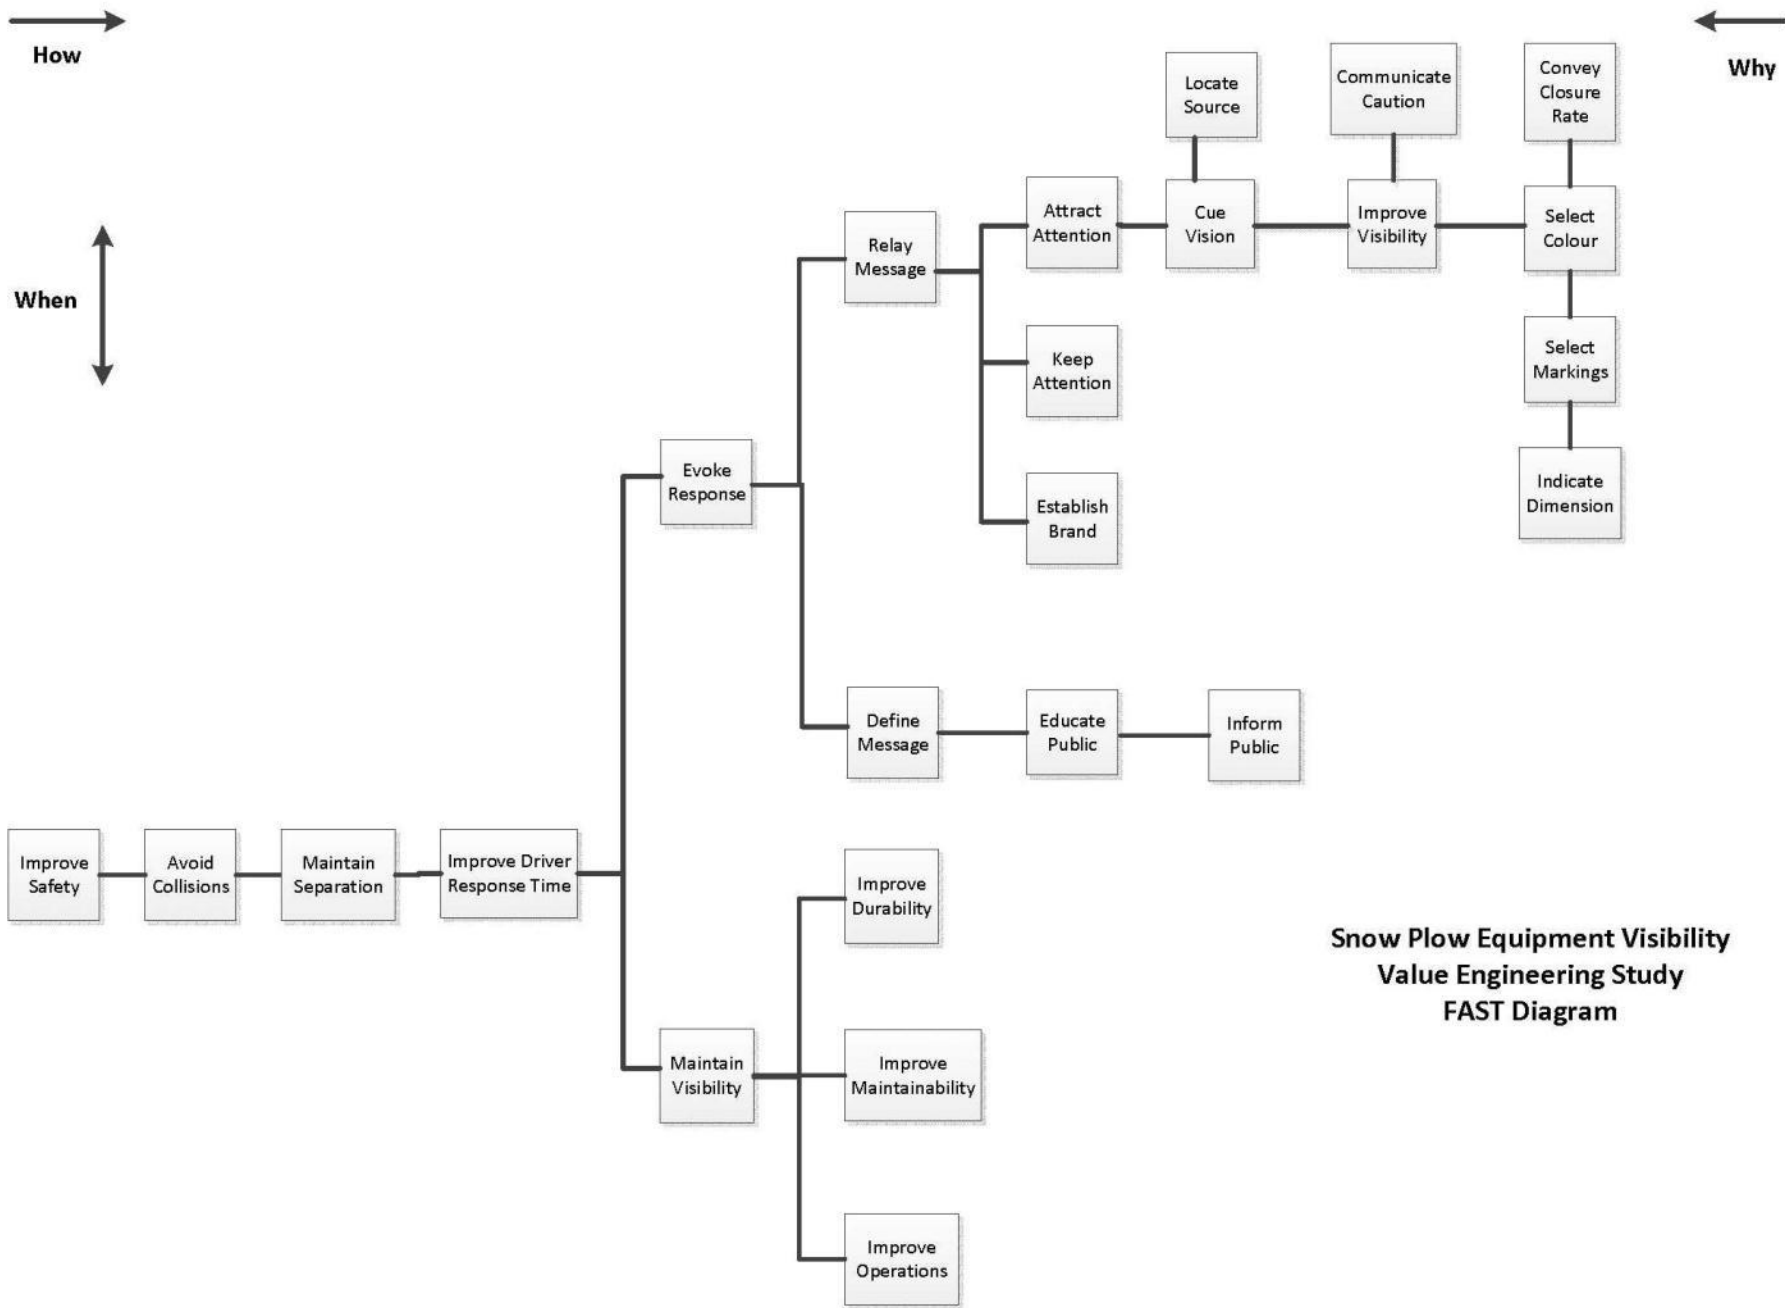 How
Why
When
Locate
Source
Communicate
Caution
Convey
Closure
Rate
Relay
Message
Attract
Attention
Cue
Vision
Improve
Visibility
Select
Colour
Keep
Attention
Select
Markings
Evoke
Response
Establish
Brand
Indicate
Dimension
Define
Message
Educate
Public
Inform
Public
Improve
Safety
Avoid
Collisions
Maintain
Separation
Improve Driver
Response Time
Improve
Durability
Snow Plow Equipment Visibility
Value Engineering Study
FAST Diagram
Maintain
Visibility
Improve
Maintainability
Improve
Operations